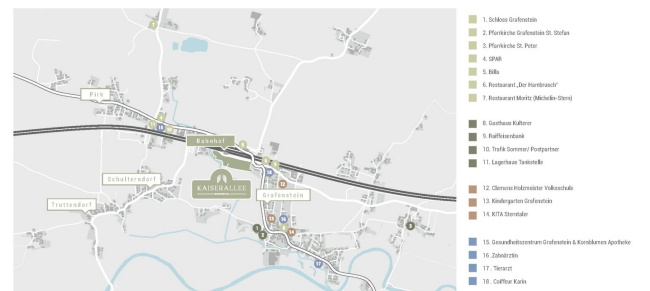 Pirk
Bahnhof
KAISERALLEE
Grafenstein
Schulterndorf
Truttendorf
1. Schloss Grafenstein
2. Pfarrkirche Grafenstein St. Stefan
3. Pfarrkirche St. Peter
4. SPAR
5. Billa
6. Restaurant „Der Hambrusch"
7. Restaurant Moritz (Michelin-Stern)
8. Gasthaus Kulterer
9. Raiffeisenbank
10. Trafik Sommer/ Postpartner
11. Lagerhaus Tankstelle
12. Clemens Holzmeister Volksschule
13. Kindergarten Grafenstein
14. KITA Sterntaler
15. Gesundheitszentrum Grafenstein & Kornblumen Apotheke
16. Zahnärztin
17. Tierarzt
18. Coiffeur Karin